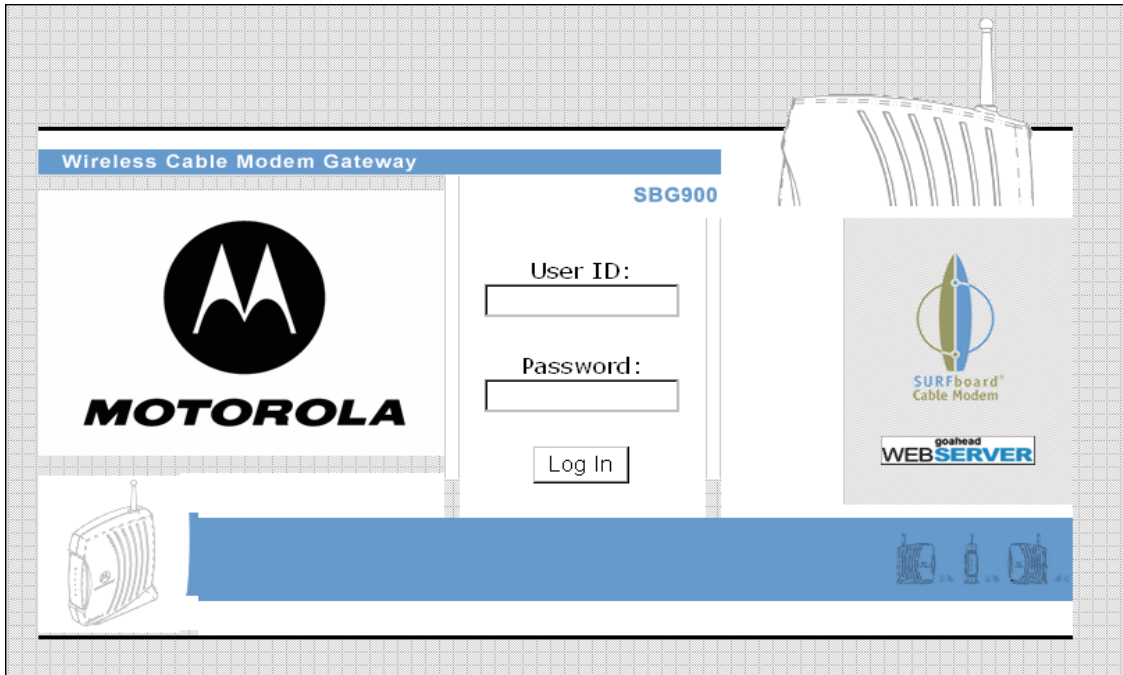 Wireless Cable Modem Gateway
SBG900
MOTOROLA
User ID:
Password:
Log In
SURFboard®
Cable Modem
goahead
WEBSERVER